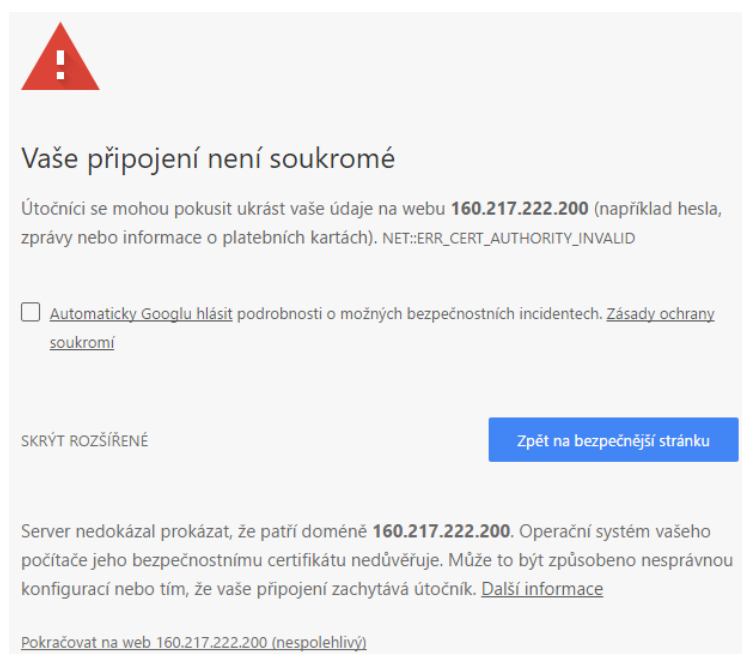 Vaše připojení není soukromé
Útočníci se mohou pokusit ukrást vaše údaje na webu 160.217.222.200 (například hesla,
zprávy nebo informace o platebních kartách). NET::ERR_CERT_AUTHORITY_INVALID
Automaticky Googlu hlásit podrobnosti o možných bezpečnostních incidentech. Zásady ochrany
soukromí
SKRÝT ROZŠÍŘENÉ
Zpět na bezpečnější stránku
Server nedokázal prokázat, že patří doméně 160.217.222.200. Operační systém vašeho
počítače jeho bezpečnostnímu certifikátu nedůvěřuje. Může to být způsobeno nesprávnou
konfigurací nebo tím, že vaše připojení zachytává útočník. Další informace
Pokračovat na web 160.217.222.200 (nespolehlivý)